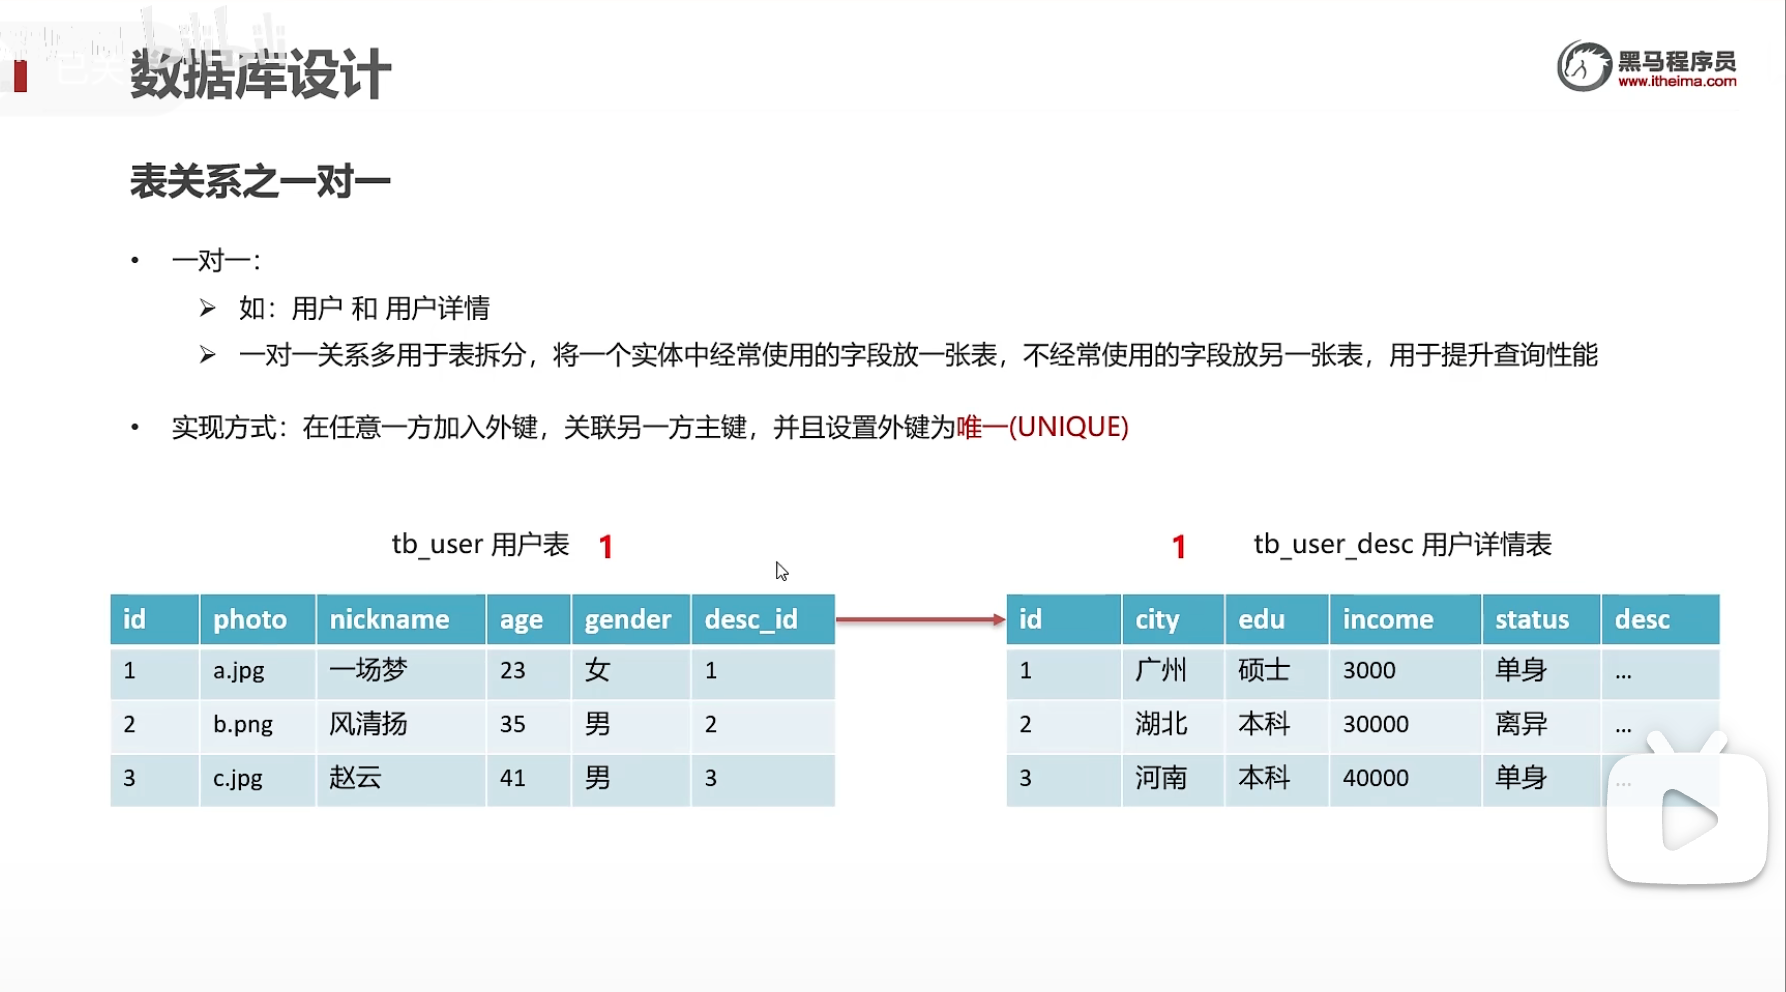 数据库设计
黑马程序员
www.itheima.com
表关系之一对一
• 一对一：
➢ 如：用户 和 用户详情
➢ 一对一关系多用于表拆分，将一个实体中经常使用的字段放一张表，不经常使用的字段放另一张表，用于提升查询性能
• 实现方式：在任意一方加入外键，关联另一方主键，并且设置外键为唯一(UNIQUE)
tb_user 用户表 1
id photo nickname age gender desc_id
1 a.jpg 一场梦 23 女 1
2 b.png 风清扬 35 男 2
3 c.jpg 赵云 41 男 3
1 tb_user_desc 用户详情表
id city edu income status desc
1 广州 硕士 3000 单身 ...
2 湖北 本科 30000 离异 ...
3 河南 本科 40000 单身 ...